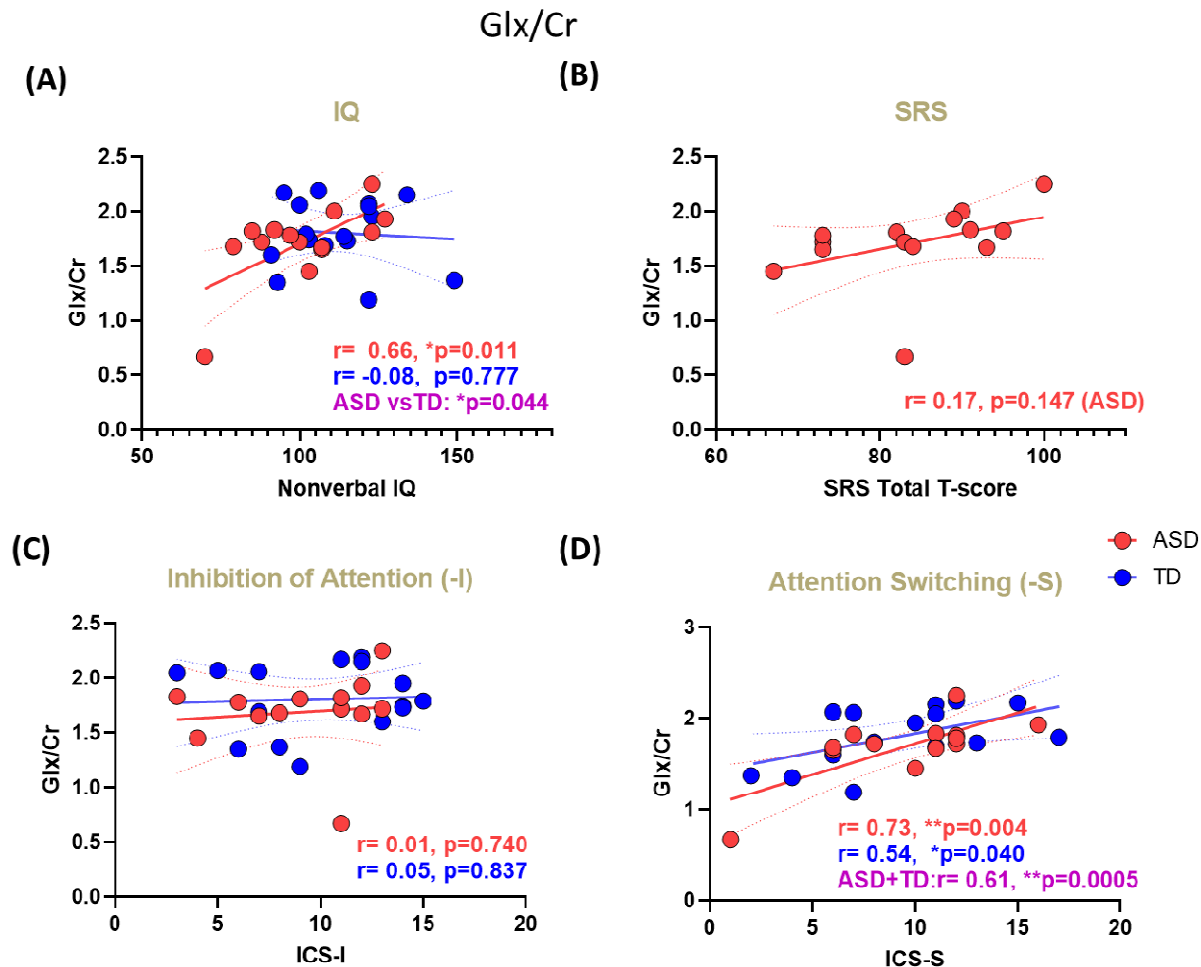 Glx/Cr
(A)
IQ
Glx/Cr
2.5
2.0
1.5
1.0
0.5
0.0
r= 0.66, *p=0.011
r= -0.08, p=0.777
ASD vsTD: *p=0.044
50
100
150
Nonverbal IQ
(B)
SRS
Glx/Cr
2.5
2.0
1.5
1.0
0.5
0.0
r= 0.17, p=0.147 (ASD)
60
80
100
SRS Total T-score
(C)
Inhibition of Attention (-I)
Glx/Cr
2.5
2.0
1.5
1.0
0.5
0.0
r= 0.01, p=0.740
r= 0.05, p=0.837
0
5
10
15
20
ICS-I
(D)
Attention Switching (-S)
ASD
TD
Glx/Cr
3
2
1
0
r= 0.73, **p=0.004
r= 0.54, *p=0.040
ASD+TD:r= 0.61, **p=0.0005
0
5
10
15
20
ICS-S